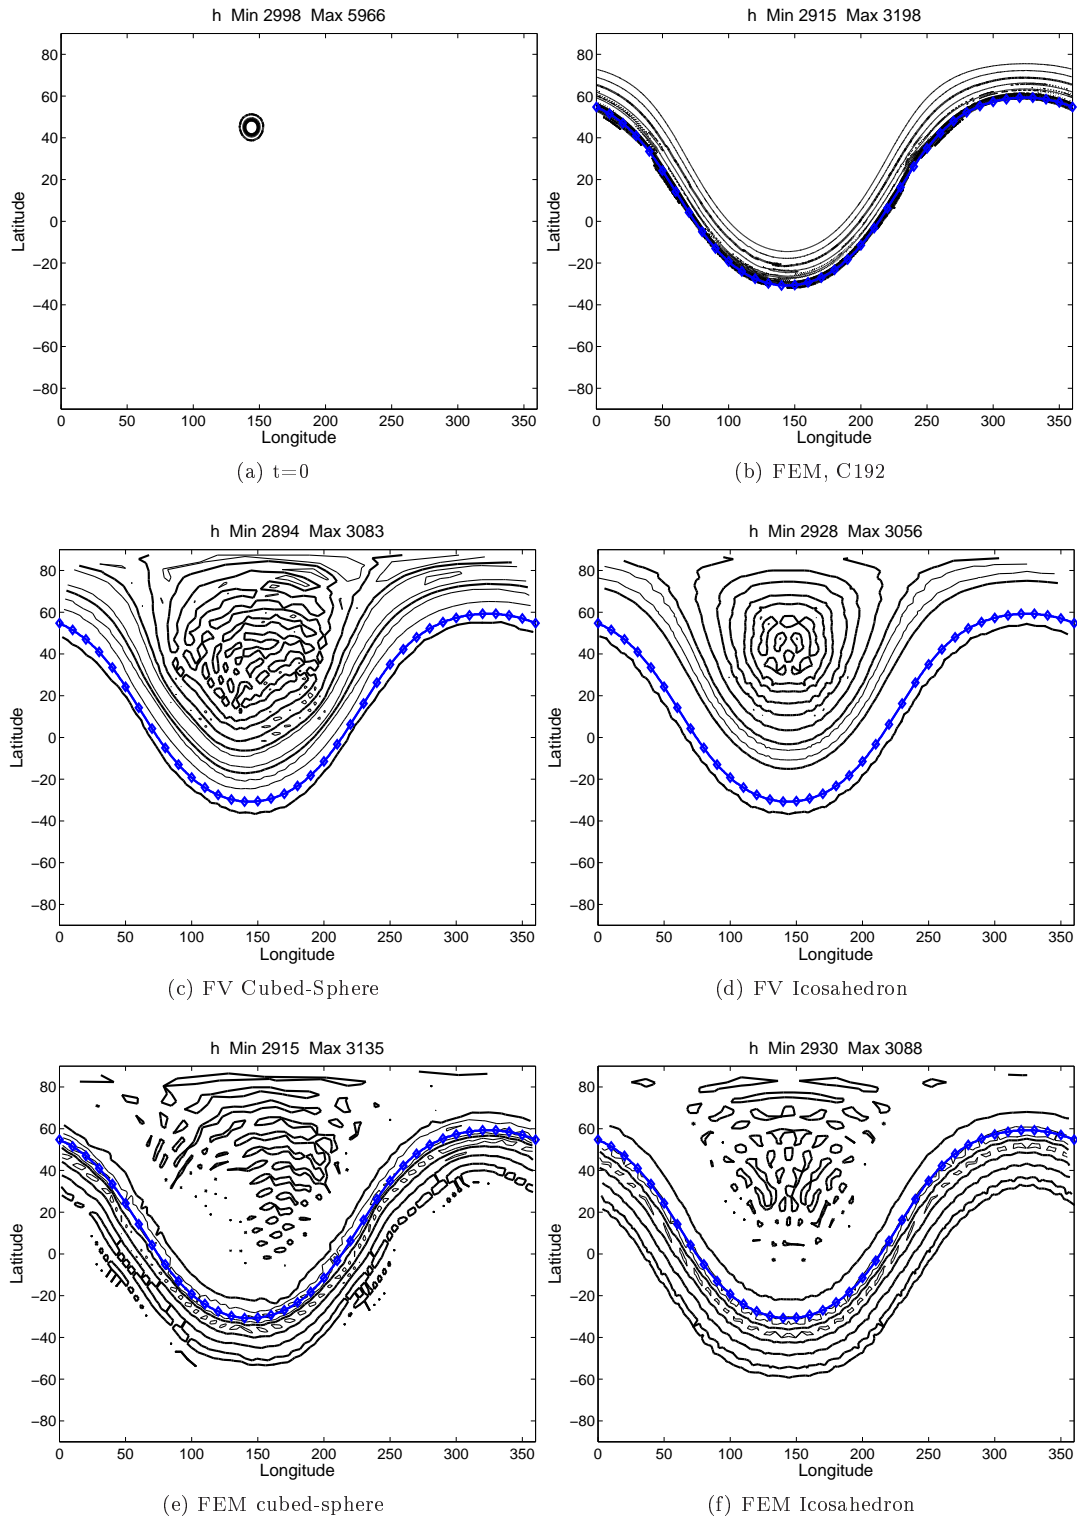 h Min 2998 Max 5966
80
60
40
20
0
−20
−40
−60
−80
Latitude
0 50 100 150 200 250 300 350
Longitude
(a) t=0
h Min 2915 Max 3198
80
60
40
20
0
−20
−40
−60
−80
Latitude
0 50 100 150 200 250 300 350
Longitude
(b) FEM, C192
h Min 2894 Max 3083
80
60
40
20
0
−20
−40
−60
−80
Latitude
0 50 100 150 200 250 300 350
Longitude
(c) FV Cubed-Sphere
h Min 2928 Max 3056
80
60
40
20
0
−20
−40
−60
−80
Latitude
0 50 100 150 200 250 300 350
Longitude
(d) FV Icosahedron
h Min 2915 Max 3135
80
60
40
20
0
−20
−40
−60
−80
Latitude
0 50 100 150 200 250 300 350
Longitude
(e) FEM cubed-sphere
h Min 2930 Max 3088
80
60
40
20
0
−20
−40
−60
−80
Latitude
0 50 100 150 200 250 300 350
Longitude
(f) FEM Icosahedron